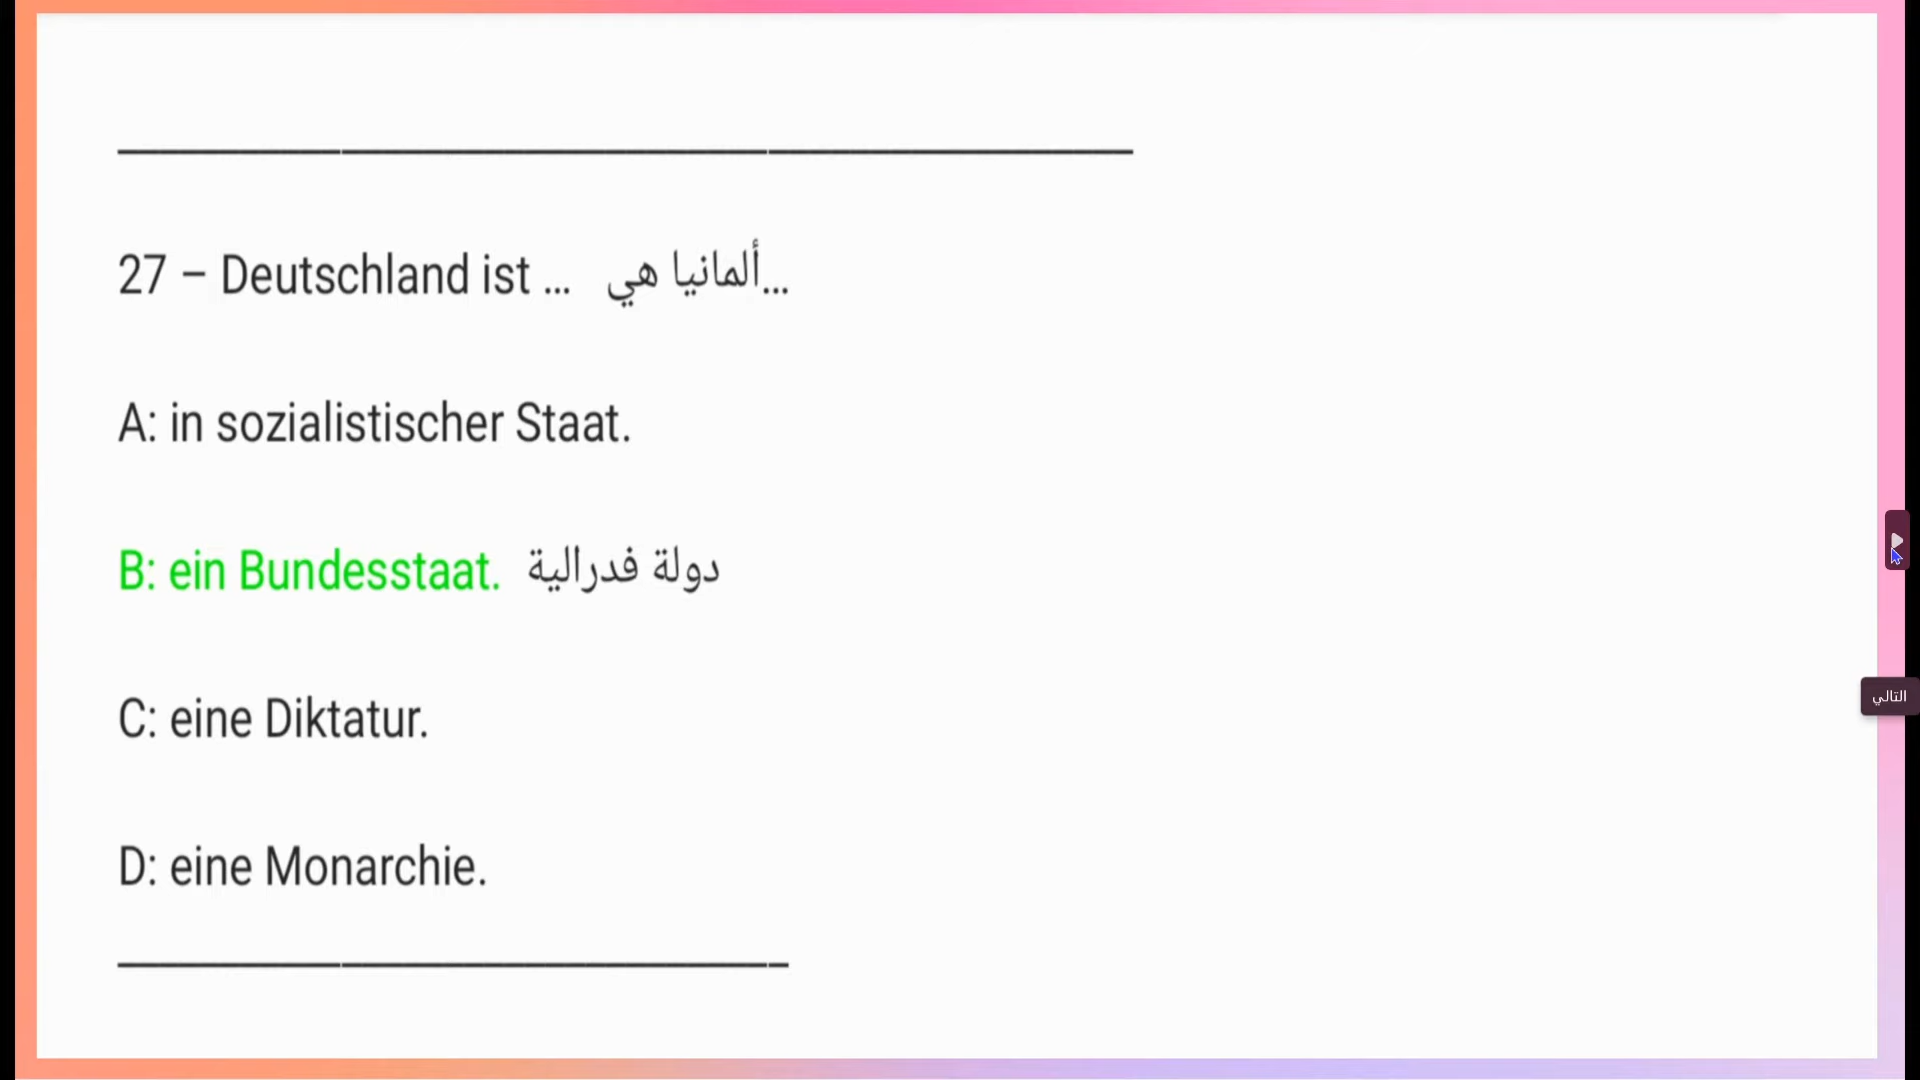 27 – Deutschland ist ... ألمانيا هي...
A: in sozialistischer Staat.
B: ein Bundesstaat. دولة فدرالية
C: eine Diktatur.
التالي
D: eine Monarchie.